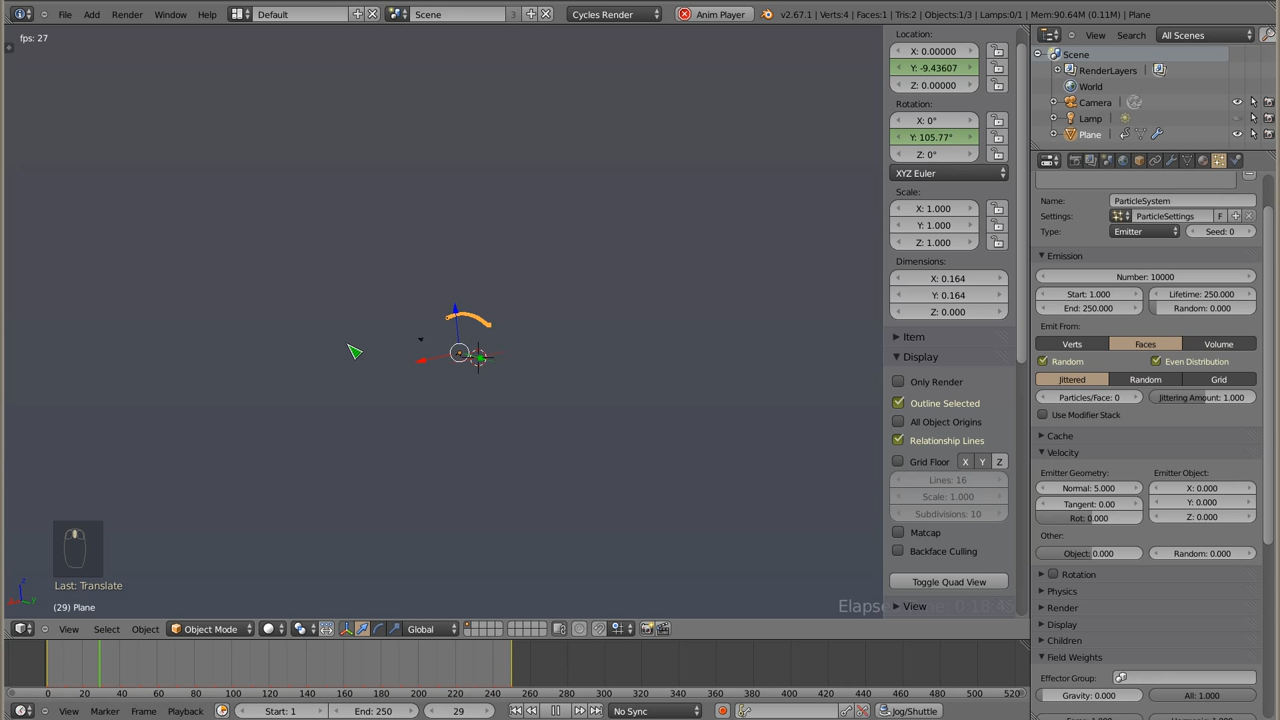 File Add Render Window Help Default Scene 3 Cycles Render Anim Player v2.67.1 | Verts:4 | Faces:1 | Tris:2 | Objects:1/3 | Lamps:0/1 | Mem:90.64M (0.11M) | Plane
fps: 27
Location:
X: 0.00000
Y: -9.43607
Z: 0.00000
Rotation:
X: 0°
Y: 105.77°
Z: 0°
XYZ Euler
Scale:
X: 1.000
Y: 1.000
Z: 1.000
Dimensions:
X: 0.164
Y: 0.164
Z: 0.000
Item
Display
Only Render
Outline Selected
All Object Origins
Relationship Lines
Grid Floor X Y Z
Lines: 16
Scale: 1.000
Subdivisions: 10
Matcap
Backface Culling
Toggle Quad View
View
View Search All Scenes
Scene
RenderLayers
World
Camera
Lamp
Plane
Name: ParticleSystem
Settings: ParticleSettings F
Type: Emitter Seed: 0
Emission
Number: 10000
Start: 1.000 Lifetime: 250.000
End: 250.000 Random: 0.000
Emit From:
Verts Faces Volume
Random Even Distribution
Jittered Random Grid
Particles/Face: 0 Jittering Amount: 1.000
Use Modifier Stack
Cache
Velocity
Emitter Geometry: Emitter Object:
Normal: 5.000 X: 0.000
Tangent: 0.00 Y: 0.000
Rot: 0.000 Z: 0.000
Other:
Object: 0.000 Random: 0.000
Rotation
Physics
Render
Display
Children
Field Weights
Effector Group:
Gravity: 0.000 All: 1.000
Last: Translate
(29) Plane
z
y
View Select Object Object Mode Global
0 20 40 60 80 100 120 140 160 180 200 220 240 260 280 300 320 340 360 380 400 420 440 460 480 500 520
View Marker Frame Playback Start: 1 End: 250 29 No Sync Jog/Shuttle